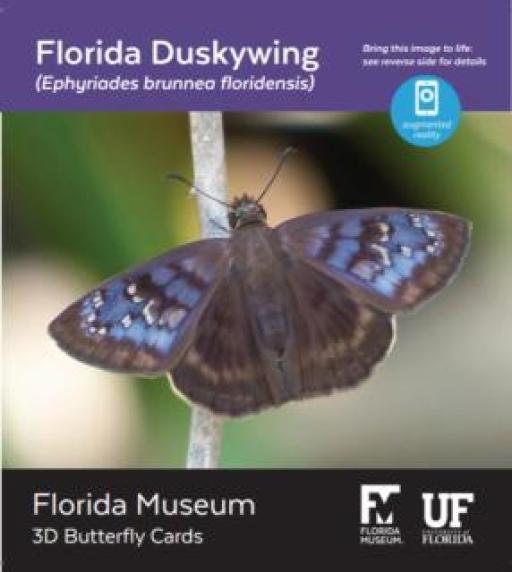 Florida Duskywing
(Ephyriades brunnea floridensis)
Bring this image to life:
see reverse side for details
augmented
reality
Florida Museum
3D Butterfly Cards
FM
FLORIDA
MUSEUM.
UF
UNIVERSITY of
FLORIDA